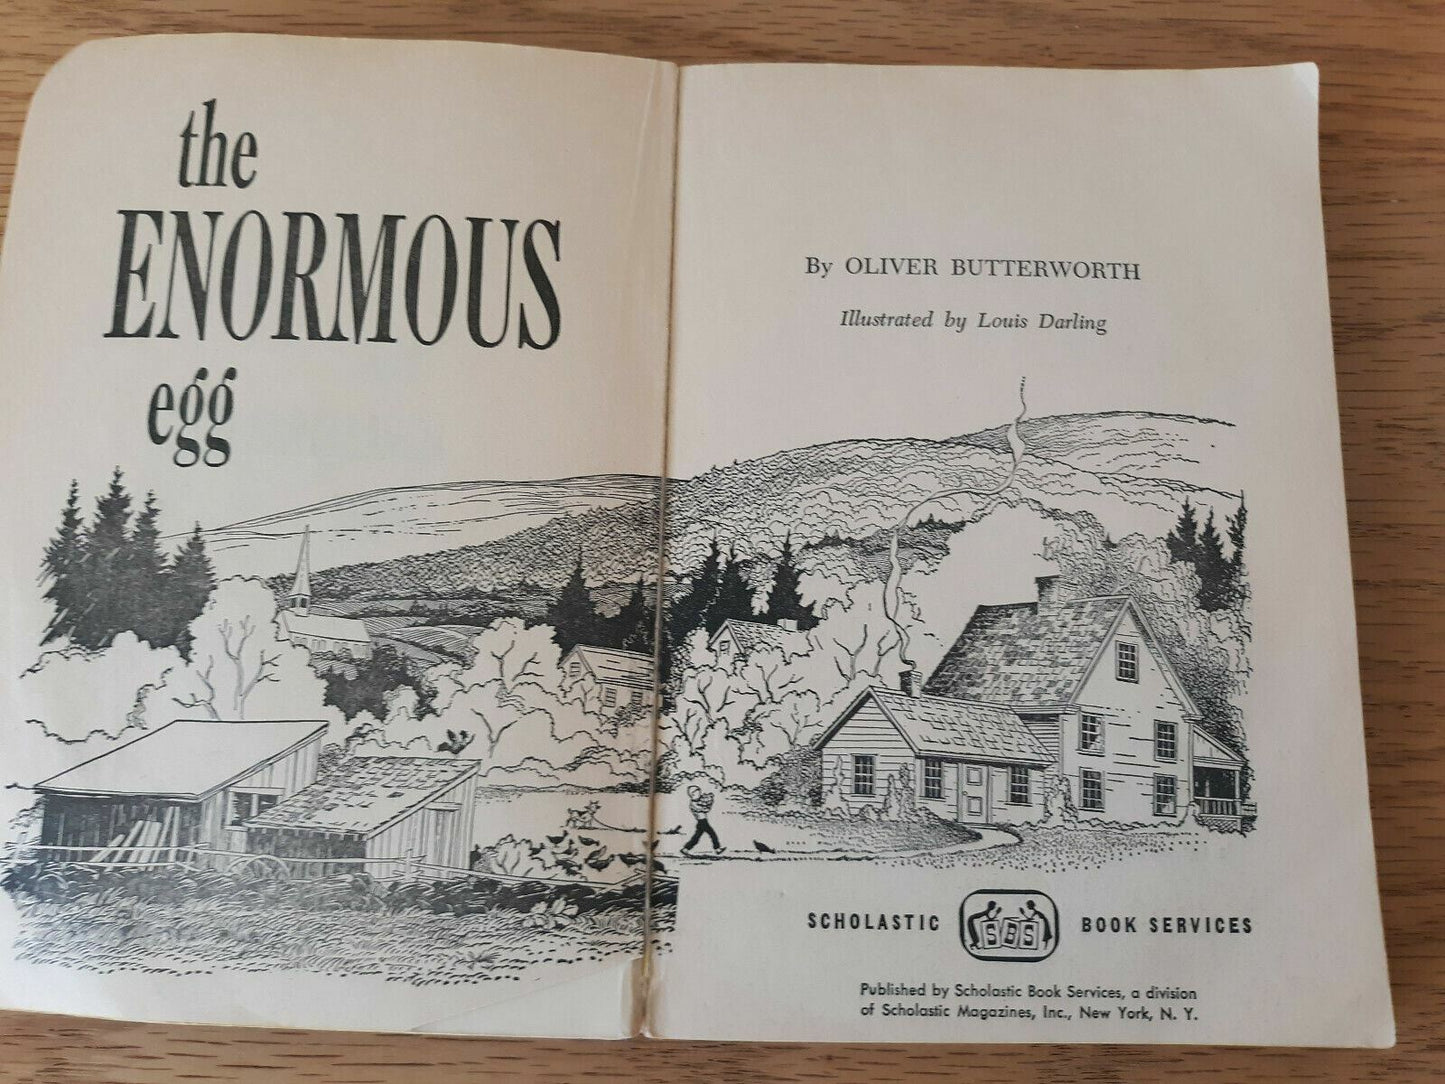 the
ENORMOUS
egg
By OLIVER BUTTERWORTH
Illustrated by Louis Darling
SCHOLASTIC SBS BOOK SERVICES
Published by Scholastic Book Services, a division
of Scholastic Magazines, Inc., New York, N. Y.